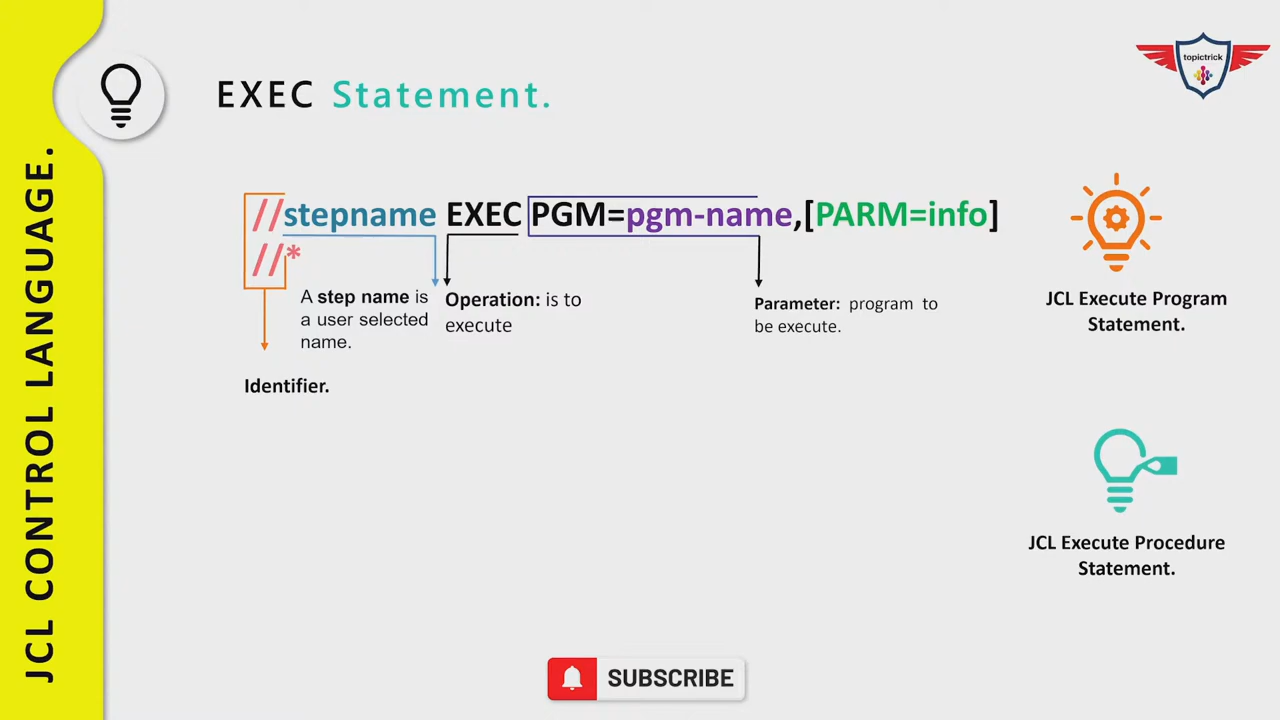 JCL CONTROL LANGUAGE.
topictrick
EXEC Statement.
//stepname EXEC PGM=pgm-name,[PARM=info]
//*
A step name is
a user selected
name.
Operation: is to
execute
Parameter: program to
be execute.
Identifier.
JCL Execute Program
Statement.
JCL Execute Procedure
Statement.
SUBSCRIBE